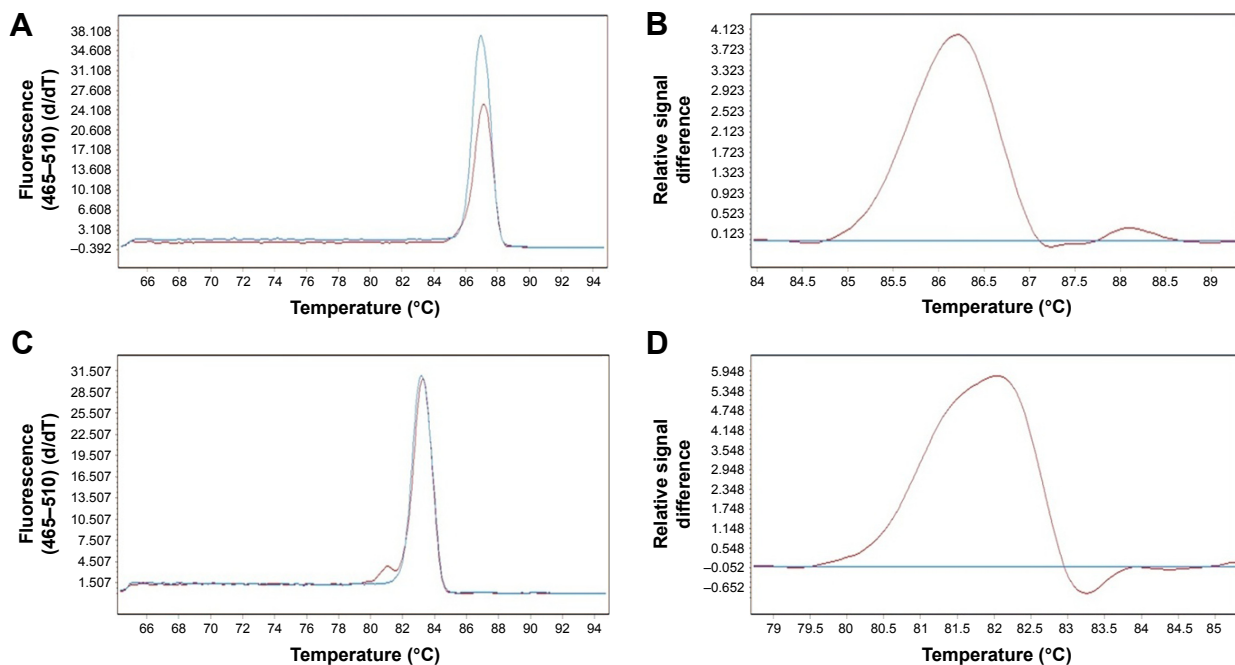 A
Fluorescence
(465–510) (d/dT)
38.108
34.608
31.108
27.608
24.108
20.608
17.108
13.608
10.108
6.608
3.108
–0.392
66 68 70 72 74 76 78 80 82 84 86 88 90 92 94
Temperature (°C)
B
Relative signal
difference
4.123
3.723
3.323
2.923
2.523
2.123
1.723
1.323
0.923
0.523
0.123
84 84.5 85 85.5 86 86.5 87 87.5 88 88.5 89
Temperature (°C)
C
Fluorescence
(465–510) (d/dT)
31.507
28.507
25.507
22.507
19.507
16.507
13.507
10.507
7.507
4.507
1.507
66 68 70 72 74 76 78 80 82 84 86 88 90 92 94
Temperature (°C)
D
Relative signal
difference
5.948
5.348
4.748
4.148
3.548
2.948
2.348
1.748
1.148
0.548
–0.052
–0.652
79 79.5 80 80.5 81 81.5 82 82.5 83 83.5 84 84.5 85
Temperature (°C)